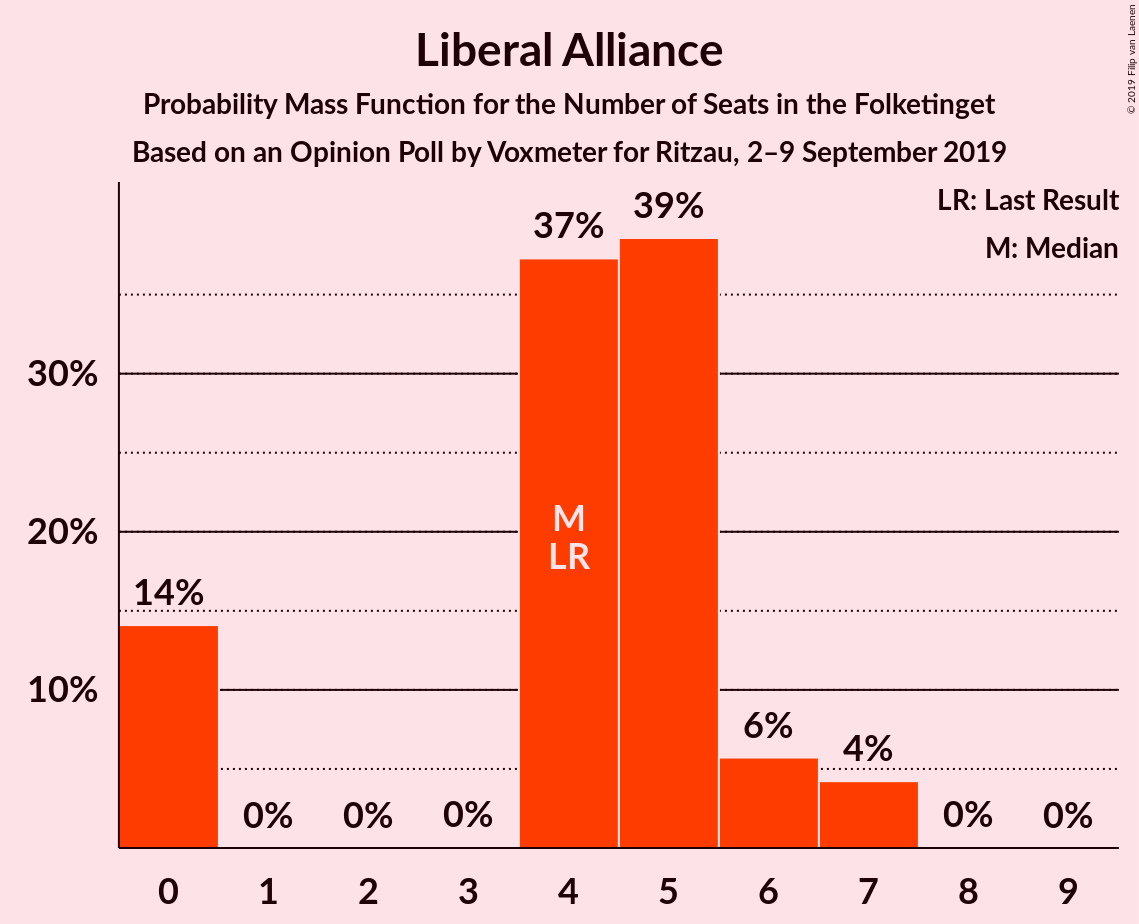 Liberal Alliance
Probability Mass Function for the Number of Seats in the Folketinget
Based on an Opinion Poll by Voxmeter for Ritzau, 2–9 September 2019
© 2019 Filip van Laenen
LR: Last Result
M: Median
30%
20%
10%
14%
0%
0%
0%
37%
39%
6%
4%
0%
0%
M
LR
0 1 2 3 4 5 6 7 8 9